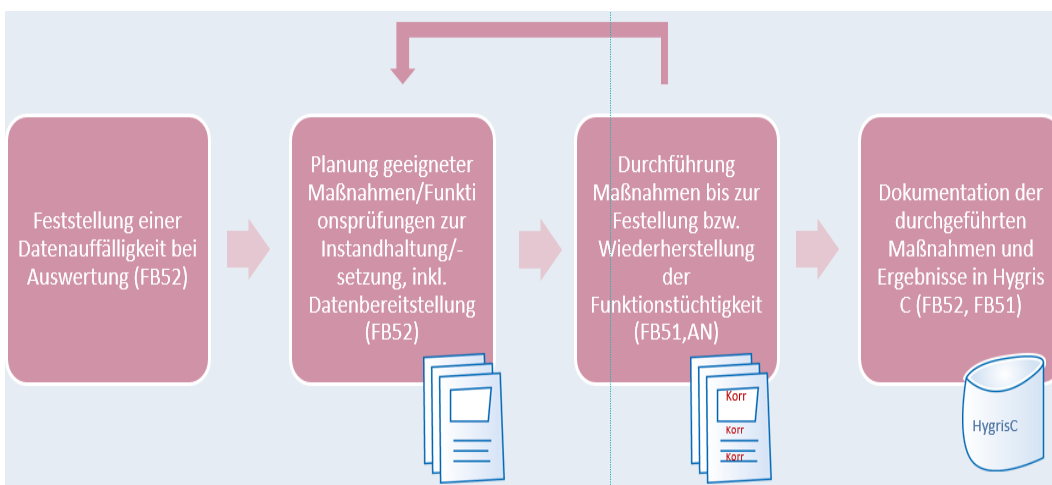 Feststellung einer
Datenauffälligkeit bei
Auswertung (FB52)
Planung geeigneter
Maßnahmen/Funkti
onsprüfungen zur
Instandhaltung/-
setzung, inkl.
Datenbereitstellung
(FB52)
Durchführung
Maßnahmen bis zur
Festellung bzw.
Wiederherstellung
der
Funktionstüchtigkeit
(FB51,AN)
Korr
Korr
Korr
Dokumentation der
durchgeführten
Maßnahmen und
Ergebnisse in Hygris
C (FB52, FB51)
HygrisC